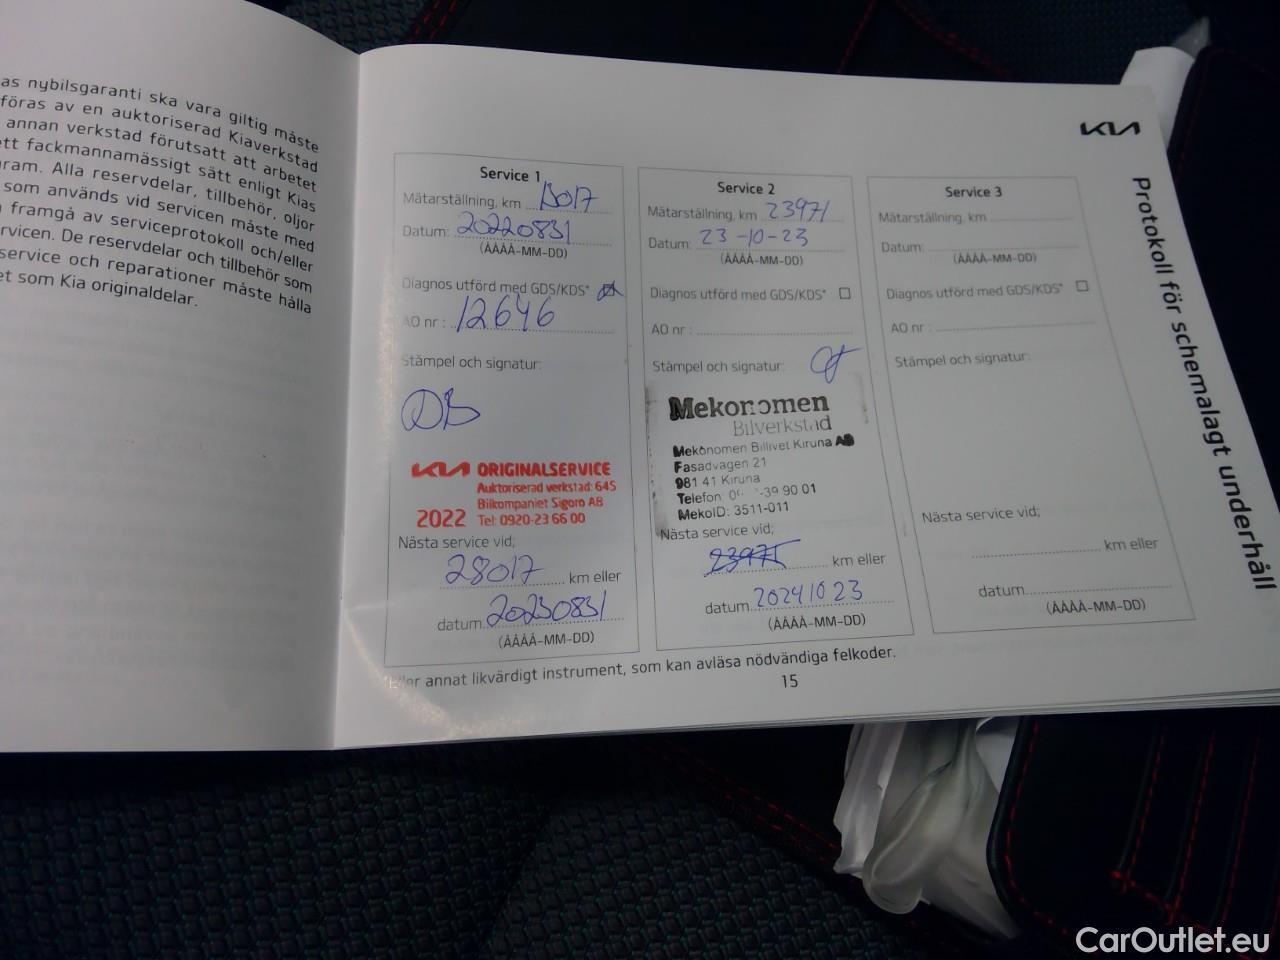 as nybilsgaranti ska vara giltig måste
föras av en auktoriserad Kiaverkstad
annan verkstad förutsatt att arbetet
ett fackmannamässigt sätt enligt Kias
ram. Alla reservdelar, tillbehör, oljor
som används vid servicen måste med
framgå av serviceprotokoll och/eller
rvicen. De reservdelar och tillbehör som
service och reparationer måste hålla
et som Kia originaldelar.
KIA
Protokoll för schemalagt underhåll
Service 1
Mätarställning, km 13017
Datum: 20220831
(ÅÅÅÅ-MM-DD)
Diagnos utförd med GDS/KDS*
AO nr : 12646
Stämpel och signatur:
DB
KIA ORIGINALSERVICE
Auktoriserad verkstad: 645
Bilkompaniet Sigoro AB
2022 Tel: 0920-23 66 00
Nästa service vid;
28017 km eller
datum 20230831
(ÅÅÅÅ-MM-DD)
Service 2
Mätarställning, km 23971
Datum: 23-10-23
(ÅÅÅÅ-MM-DD)
Diagnos utförd med GDS/KDS*
AO nr :
Stämpel och signatur:
Mekonomen
Bilverkstad
Mekonomen Billivet Kiruna AB
Fasadvagen 21
981 41 Kiruna
Telefon: -39 90 01
MekoID: 3511-011
Nästa service vid;
km eller
datum 20241023
(ÅÅÅÅ-MM-DD)
Service 3
Mätarställning, km
Datum:
(ÅÅÅÅ-MM-DD)
Diagnos utförd med GDS/KDS*
AO nr :
Stämpel och signatur:
Nästa service vid;
km eller
datum
(ÅÅÅÅ-MM-DD)
Eller annat likvärdigt instrument, som kan avläsa nödvändiga felkoder.
15
CarOutlet.eu